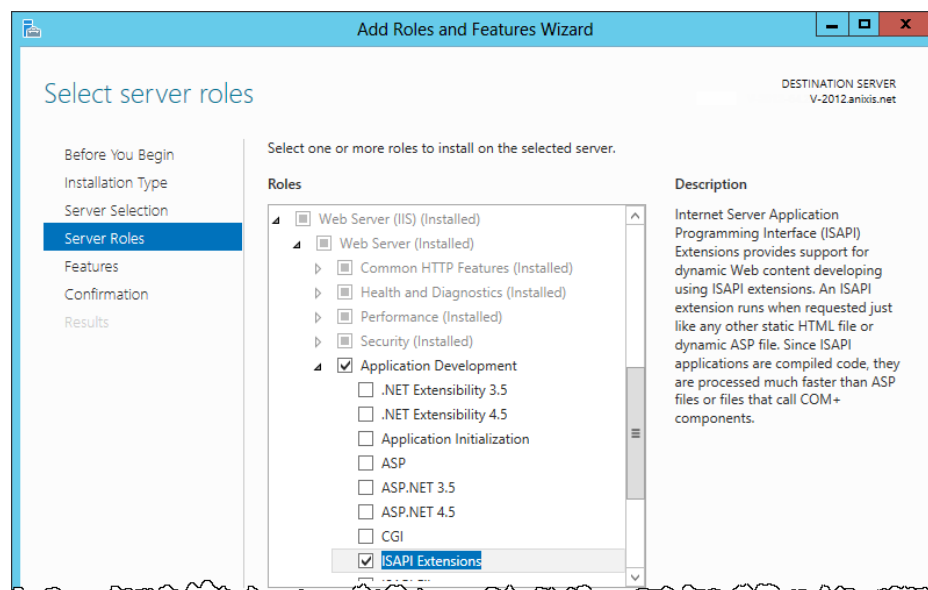 Add Roles and Features Wizard
Select server roles
DESTINATION SERVER
V-2012.anixis.net
Before You Begin
Installation Type
Server Selection
Server Roles
Features
Confirmation
Results
Select one or more roles to install on the selected server.
Roles
Web Server (IIS) (Installed)
Web Server (Installed)
Common HTTP Features (Installed)
Health and Diagnostics (Installed)
Performance (Installed)
Security (Installed)
Application Development
.NET Extensibility 3.5
.NET Extensibility 4.5
Application Initialization
ASP
ASP.NET 3.5
ASP.NET 4.5
CGI
ISAPI Extensions
Description
Internet Server Application
Programming Interface (ISAPI)
Extensions provides support for
dynamic Web content developing
using ISAPI extensions. An ISAPI
extension runs when requested just
like any other static HTML file or
dynamic ASP file. Since ISAPI
applications are compiled code, they
are processed much faster than ASP
files or files that call COM+
components.